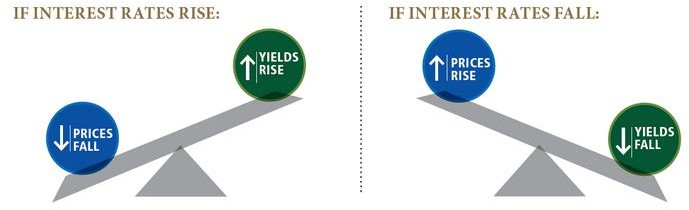 IF INTEREST RATES RISE:
YIELDS
RISE
PRICES
FALL
IF INTEREST RATES FALL:
PRICES
RISE
YIELDS
FALL